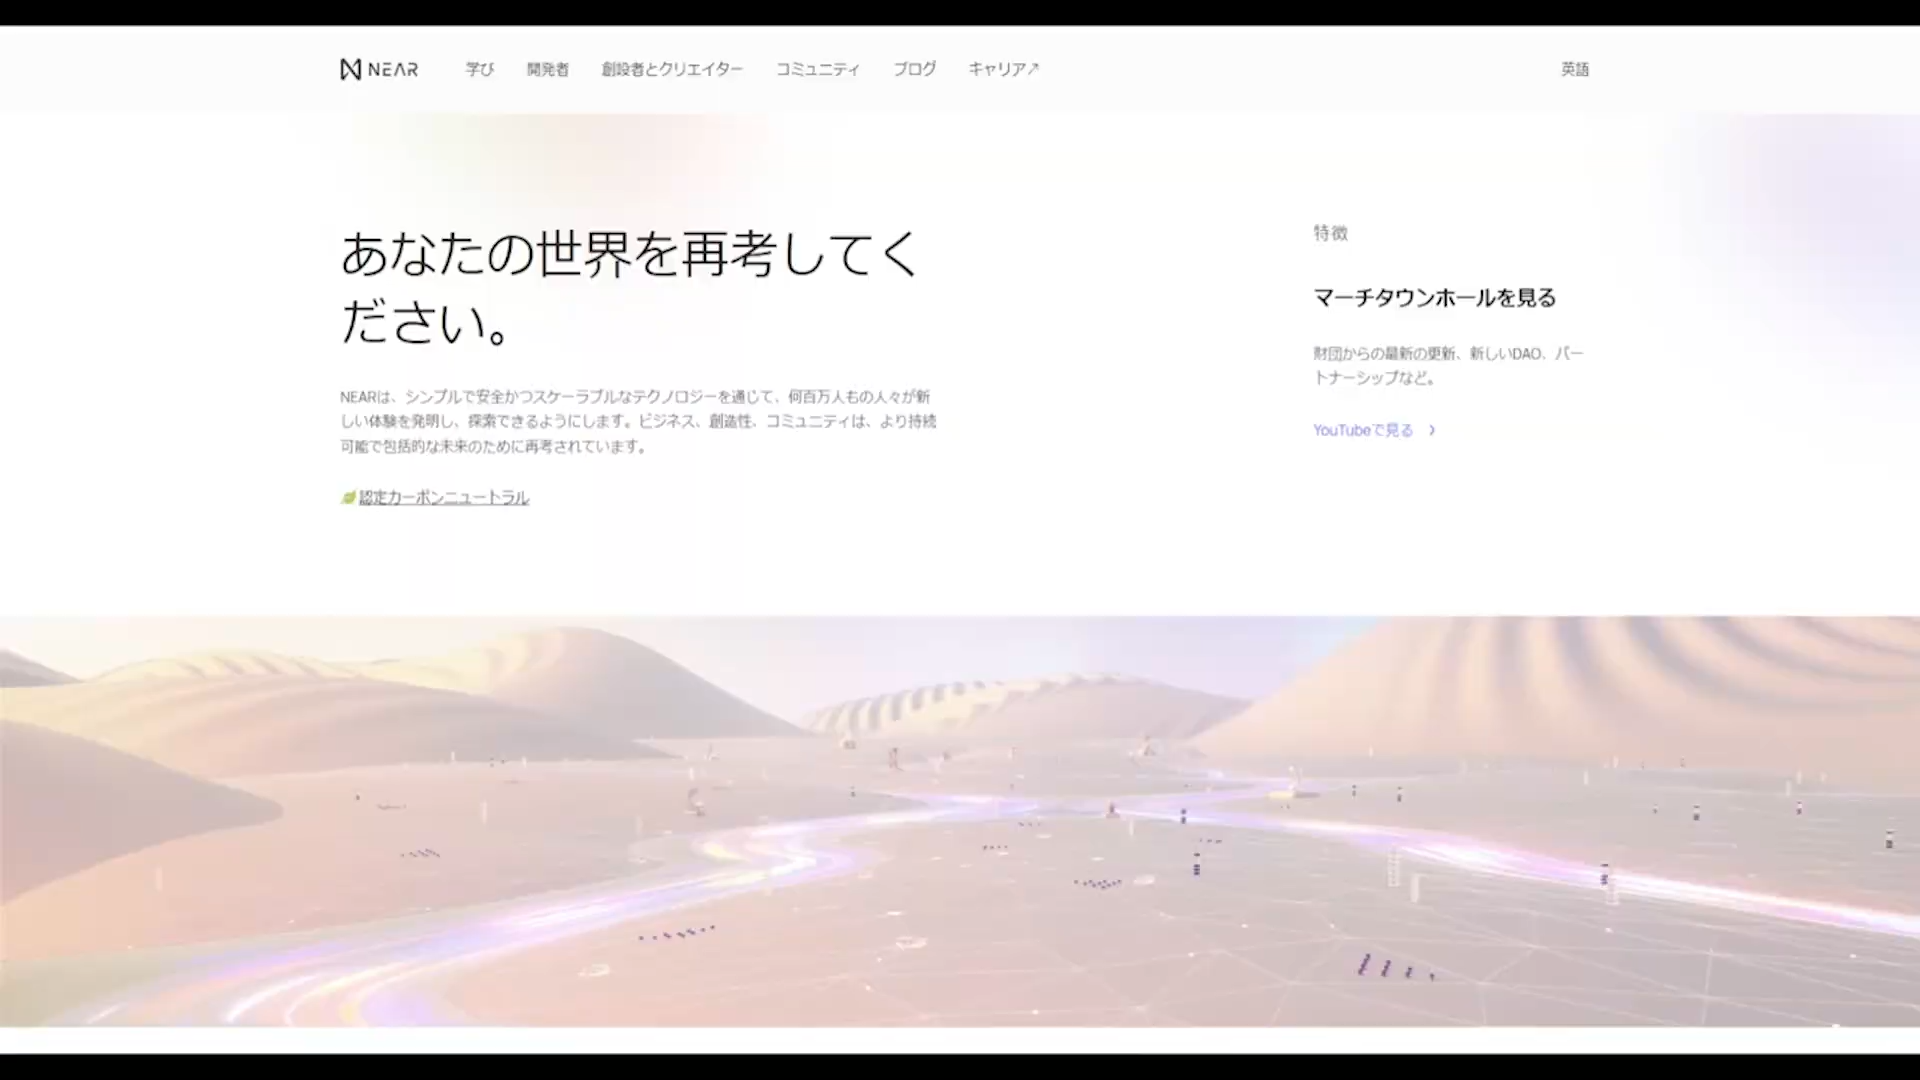 NEAR 学び 開発者 創設者とクリエイター コミュニティ ブログ キャリア↗ 英語
あなたの世界を再考してく
ださい。
NEARは、シンプルで安全かつスケーラブルなテクノロジーを通じて、何百万人もの人々が新
しい体験を発明し、探索できるようにします。ビジネス、創造性、コミュニティは、より持続
可能で包括的な未来のために再考されています。
認定カーボンニュートラル
特徴
マーチタウンホールを見る
財団からの最新の更新、新しいDAO、パー
トナーシップなど。
YouTubeで見る >